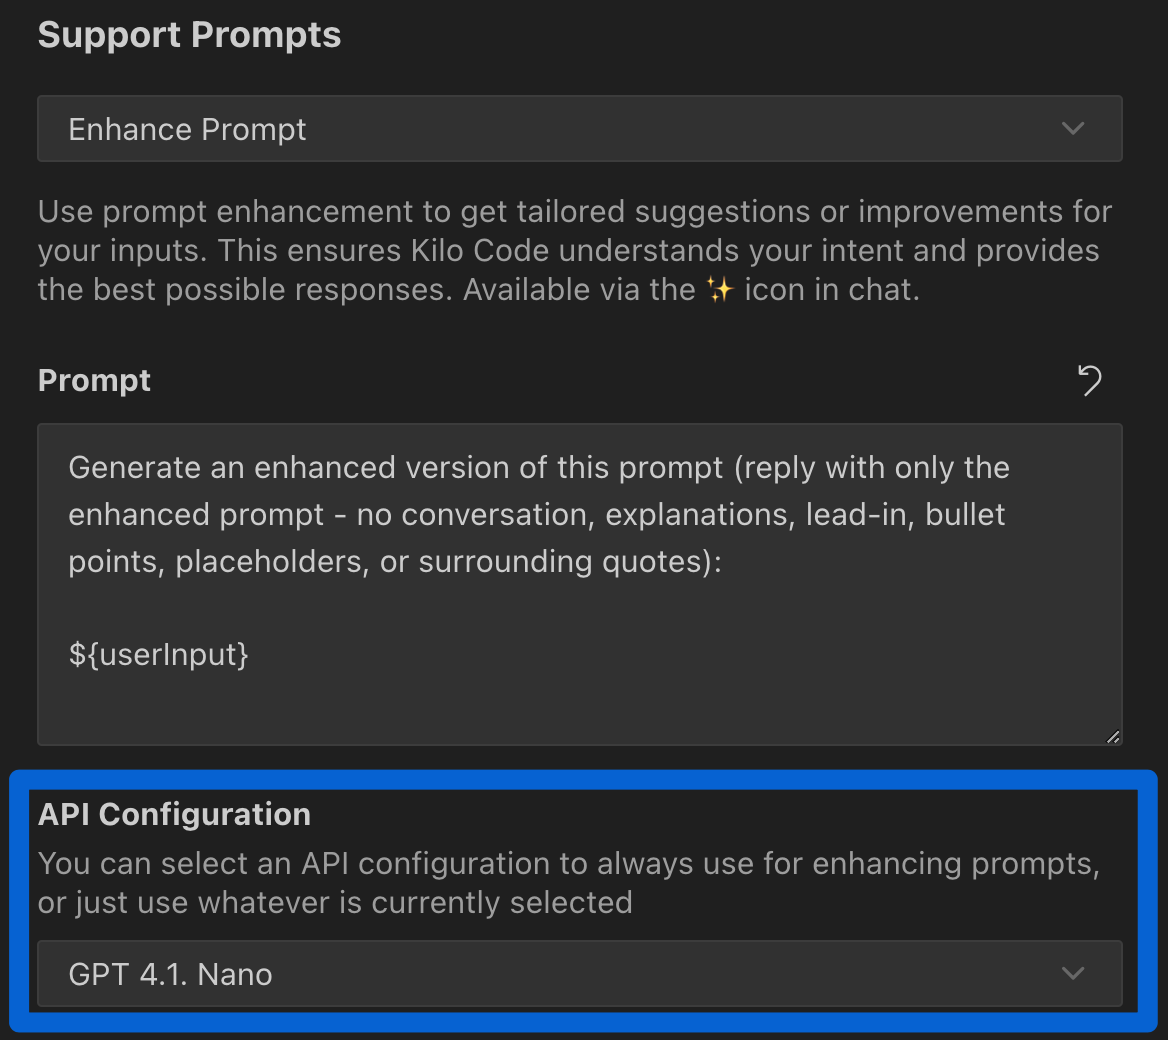 Support Prompts
Enhance Prompt
Use prompt enhancement to get tailored suggestions or improvements for
your inputs. This ensures Kilo Code understands your intent and provides
the best possible responses. Available via the ✨ icon in chat.
Prompt
Generate an enhanced version of this prompt (reply with only the
enhanced prompt - no conversation, explanations, lead-in, bullet
points, placeholders, or surrounding quotes):
${userInput}
API Configuration
You can select an API configuration to always use for enhancing prompts,
or just use whatever is currently selected
GPT 4.1. Nano